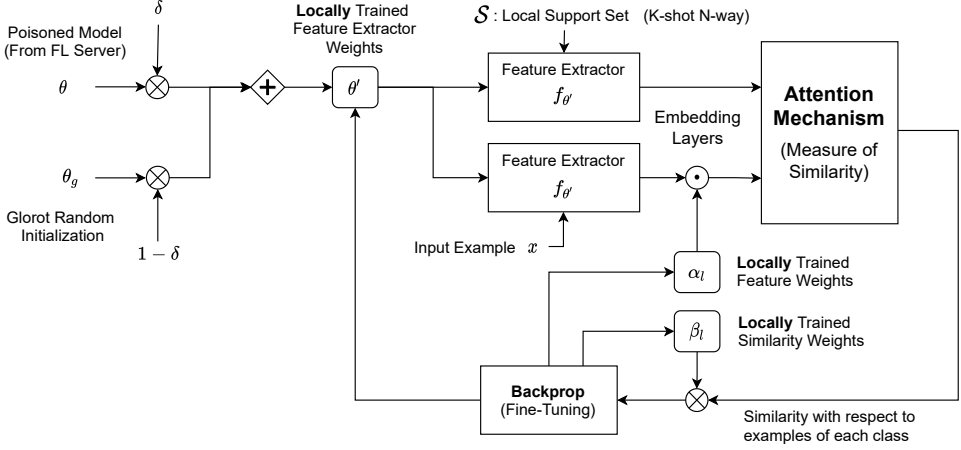 δ
Poisoned Model
(From FL Server)
θ
θ_g
Glorot Random
Initialization
1 − δ
+
Locally Trained
Feature Extractor
Weights
θ′
𝒮 : Local Support Set (K-shot N-way)
Feature Extractor
f_θ′
Feature Extractor
f_θ′
Input Example x
Embedding
Layers
Attention
Mechanism
(Measure of
Similarity)
α_l
Locally Trained
Feature Weights
β_l
Locally Trained
Similarity Weights
Backprop
(Fine-Tuning)
Similarity with respect to
examples of each class